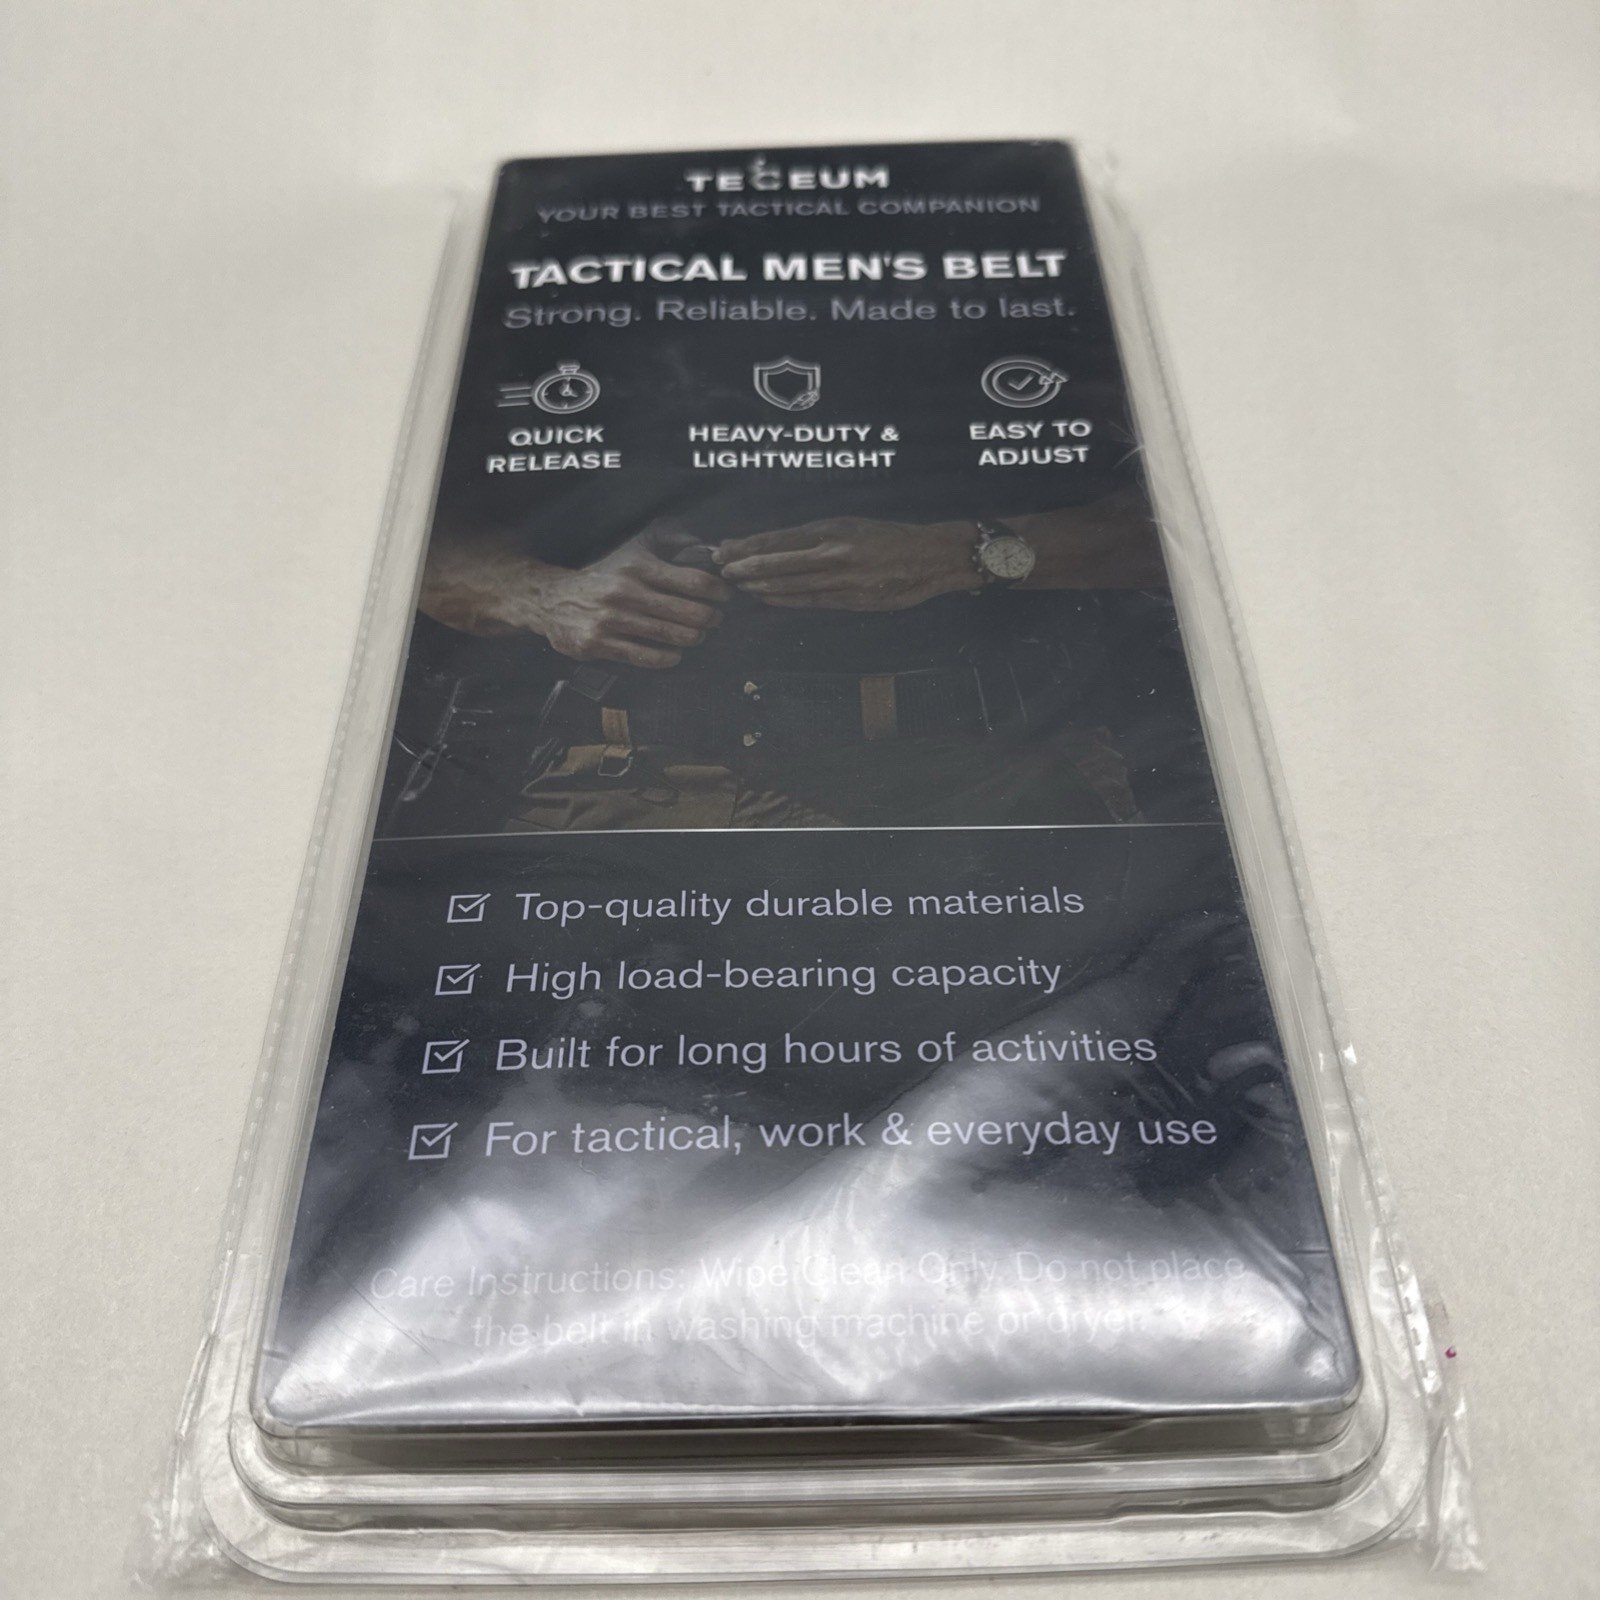 TECEUM
YOUR BEST TACTICAL COMPANION
TACTICAL MEN'S BELT
Strong. Reliable. Made to last.
QUICK
RELEASE
HEAVY-DUTY &
LIGHTWEIGHT
EASY TO
ADJUST
Top-quality durable materials
High load-bearing capacity
Built for long hours of activities
For tactical, work & everyday use
Care Instructions: Wipe Clean Only. Do not place
the belt in washing machine or dryer.